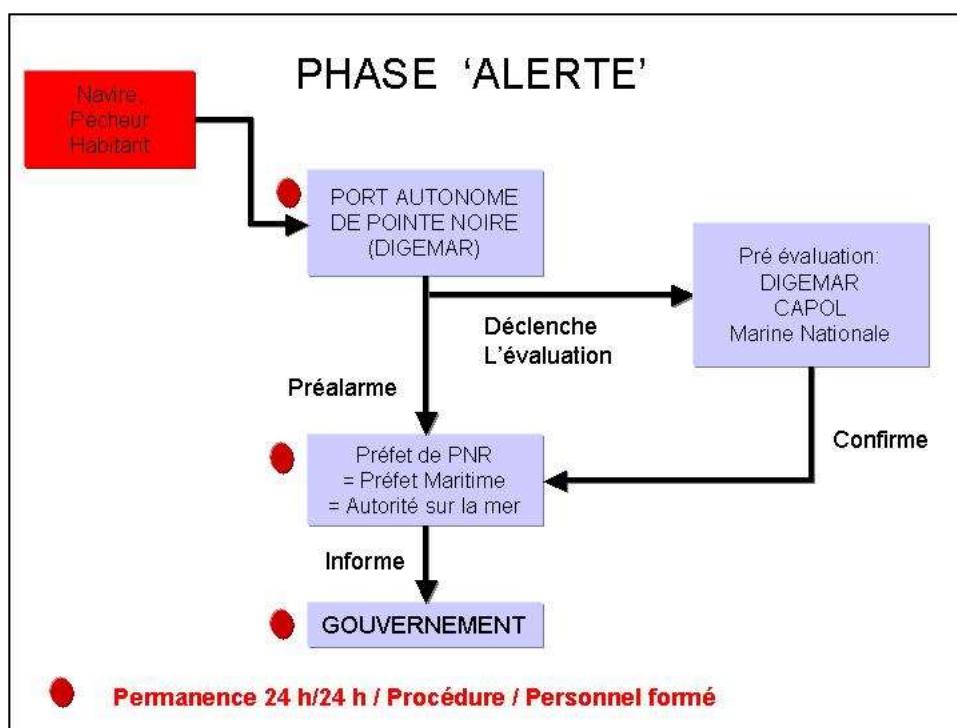 PHASE 'ALERTE'
Navire,
Pêcheur
Habitant
PORT AUTONOME
DE POINTE NOIRE
(DIGEMAR)
Pré évaluation:
DIGEMAR
CAPOL
Marine Nationale
Déclenche
L'évaluation
Préalarme
Confirme
Préfet de PNR
= Préfet Maritime
= Autorité sur la mer
Informe
GOUVERNEMENT
Permanence 24 h/24 h / Procédure / Personnel formé